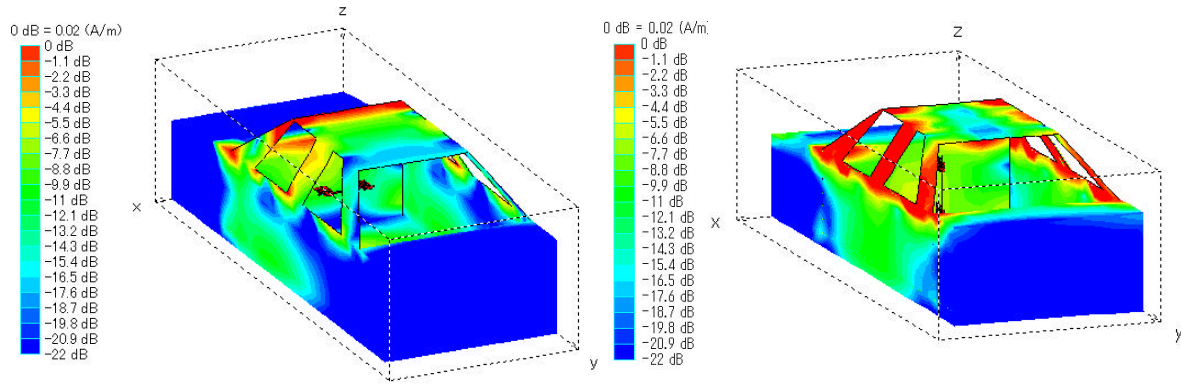 0 dB = 0.02 (A/m)
0 dB
-1.1 dB
-2.2 dB
-3.3 dB
-4.4 dB
-5.5 dB
-6.6 dB
-7.7 dB
-8.8 dB
-9.9 dB
-11 dB
-12.1 dB
-13.2 dB
-14.3 dB
-15.4 dB
-16.5 dB
-17.6 dB
-18.7 dB
-19.8 dB
-20.9 dB
-22 dB
z
x
y
0 dB = 0.02 (A/m
0 dB
-1.1 dB
-2.2 dB
-3.3 dB
-4.4 dB
-5.5 dB
-6.6 dB
-7.7 dB
-8.8 dB
-9.9 dB
-11 dB
-12.1 dB
-13.2 dB
-14.3 dB
-15.4 dB
-16.5 dB
-17.6 dB
-18.7 dB
-19.8 dB
-20.9 dB
-22 dB
z
x
y